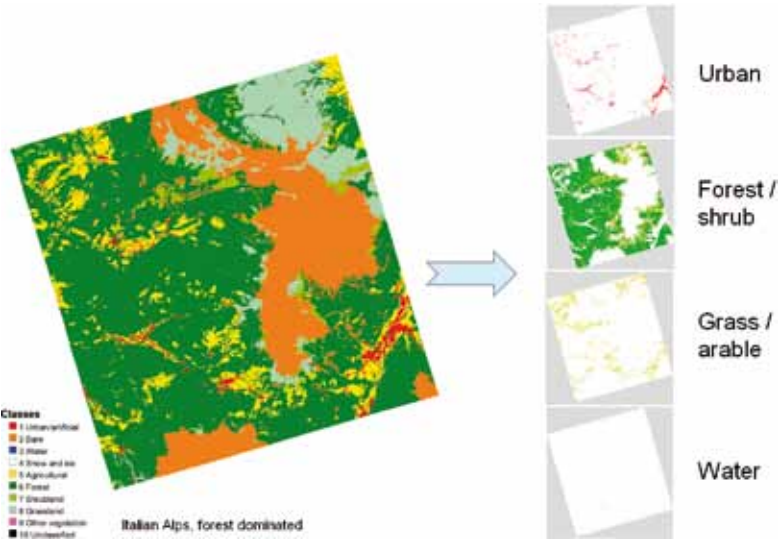 Urban
Forest /
shrub
Grass /
arable
Water
Classes
1 Urban/artificial
2 Bare
3 Water
4 Snow and ice
5 Agricultural
6 Forest
7 Shrubland
8 Grassland
9 Other vegetation
10 Unclassified
Italian Alps, forest dominated